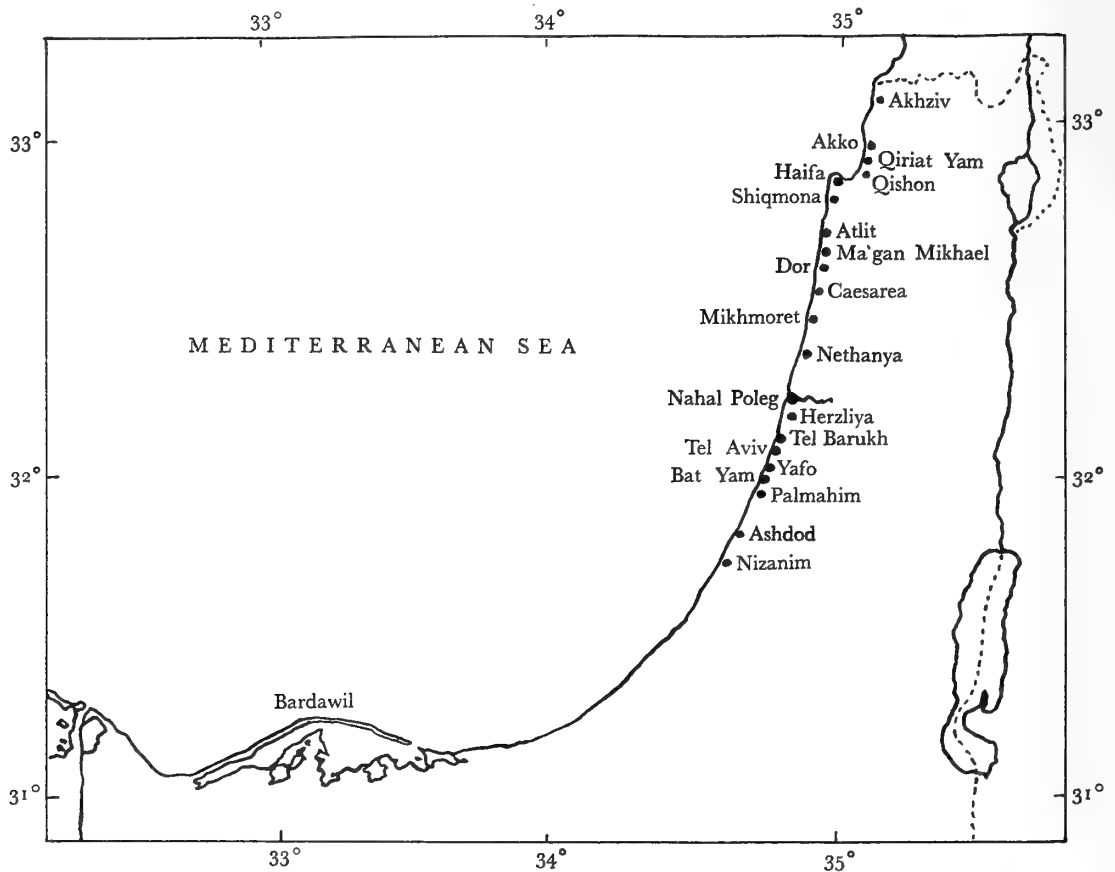 33° 34° 35°
Akhziv
33° 33°
Akko
Qiriat Yam
Haifa
Qishon
Shiqmona
Atlit
Ma'gan Mikhael
Dor
Caesarea
Mikhmoret
MEDITERRANEAN SEA
Nethanya
Nahal Poleg
Herzliya
Tel Barukh
Tel Aviv
Yafo
32° 32°
Bat Yam
Palmahim
Ashdod
Nizanim
Bardawil
31° 31°
33° 34° 35°